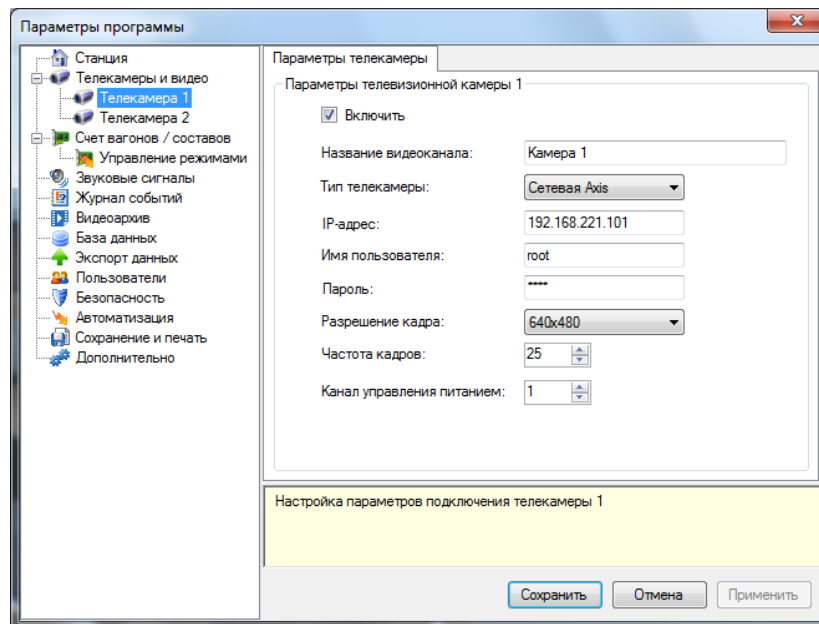 Параметры программы
Станция
Телекамеры и видео
Телекамера 1
Телекамера 2
Счет вагонов / составов
Управление режимами
Звуковые сигналы
Журнал событий
Видеоархив
База данных
Экспорт данных
Пользователи
Безопасность
Автоматизация
Сохранение и печать
Дополнительно
Параметры телекамеры
Параметры телевизионной камеры 1
Включить
Название видеоканала: Камера 1
Тип телекамеры: Сетевая Axis
IP-адрес: 192.168.221.101
Имя пользователя: root
Пароль: ****
Разрешение кадра: 640x480
Частота кадров: 25
Канал управления питанием: 1
Настройка параметров подключения телекамеры 1
Сохранить Отмена Применить